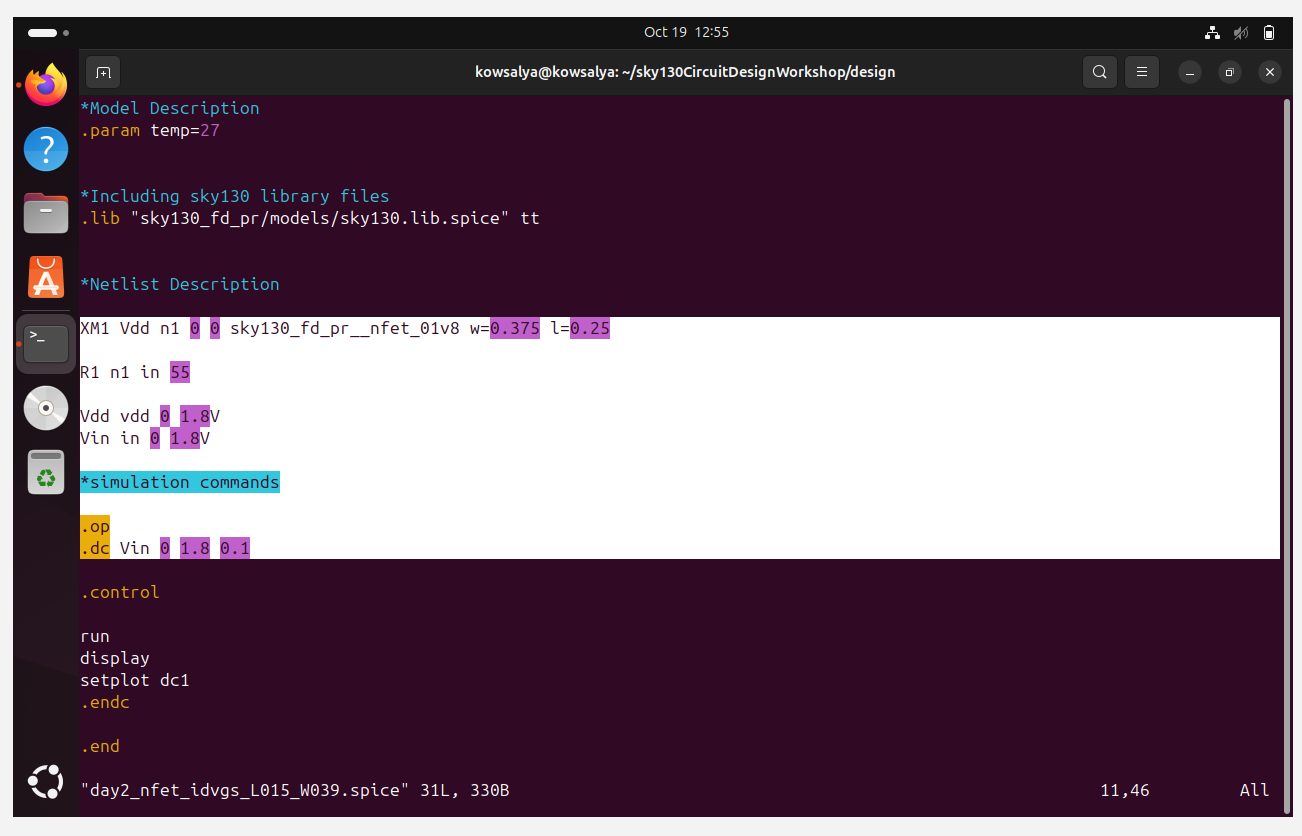 Oct 19 12:55
kowsalya@kowsalya: ~/sky130CircuitDesignWorkshop/design
*Model Description
.param temp=27
*Including sky130 library files
.lib "sky130_fd_pr/models/sky130.lib.spice" tt
*Netlist Description
XM1 Vdd n1 0 0 sky130_fd_pr__nfet_01v8 w=0.375 l=0.25
R1 n1 in 55
Vdd vdd 0 1.8V
Vin in 0 1.8V
*simulation commands
.op
.dc Vin 0 1.8 0.1
.control
run
display
setplot dc1
.endc
.end
"day2_nfet_idvgs_L015_W039.spice" 31L, 330B 11,46 All